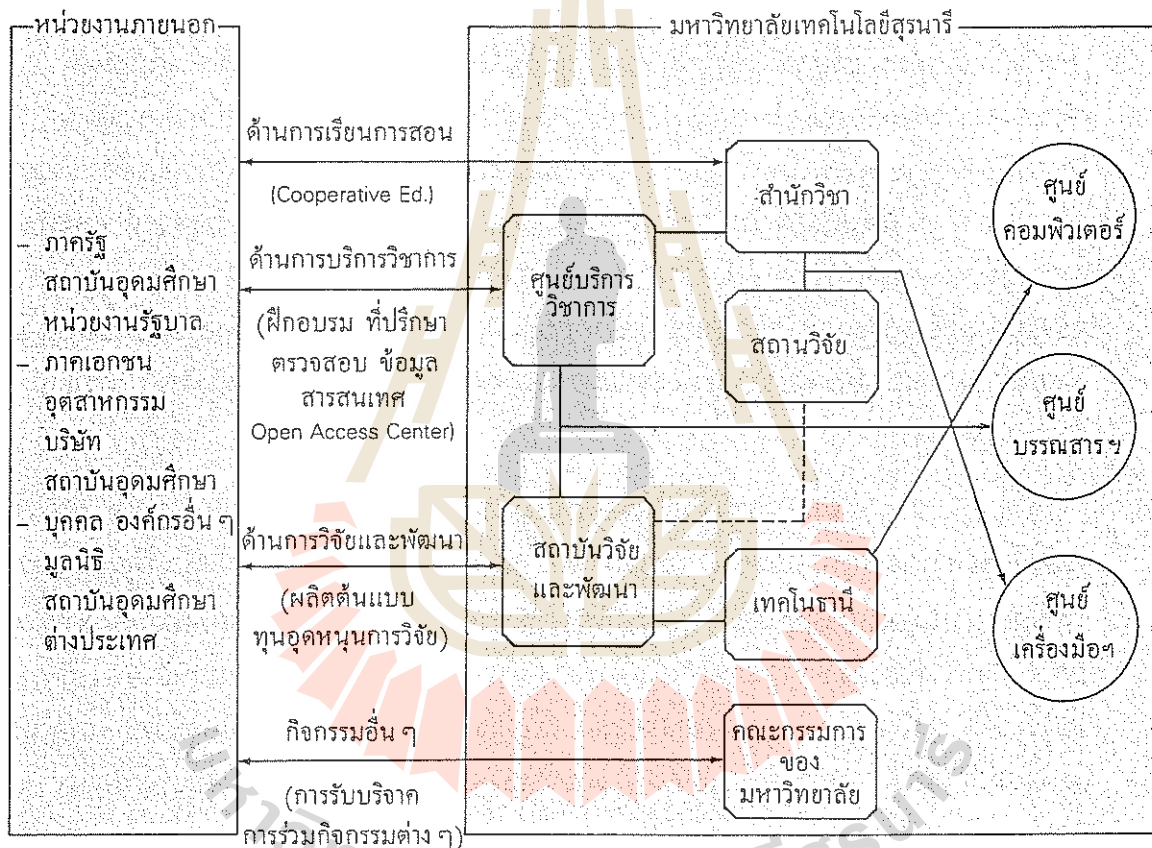 หน่วยงานภายนอก
– ภาครัฐ
สถาบันอุดมศึกษา
หน่วยงานรัฐบาล
– ภาคเอกชน
อุตสาหกรรม
บริษัท
สถาบันอุดมศึกษา
– บุคคล องค์กรอื่น ๆ
มูลนิธิ
สถาบันอุดมศึกษา
ต่างประเทศ
ด้านการเรียนการสอน
(Cooperative Ed.)
ด้านการบริการวิชาการ
(ฝึกอบรม ที่ปรึกษา
ตรวจสอบ ข้อมูล
สารสนเทศ
Open Access Center)
ด้านการวิจัยและพัฒนา
(ผลิตต้นแบบ
ทุนอุดหนุนการวิจัย)
กิจกรรมอื่น ๆ
(การรับบริจาค
การร่วมกิจกรรมต่าง ๆ)
มหาวิทยาลัยเทคโนโลยีสุรนารี
สำนักวิชา
ศูนย์บริการ
วิชาการ
สถานวิจัย
สถาบันวิจัย
และพัฒนา
เทคโนธานี
คณะกรรมการ
ของ
มหาวิทยาลัย
ศูนย์
คอมพิวเตอร์
ศูนย์
บรรณสารฯ
ศูนย์
เครื่องมือฯ